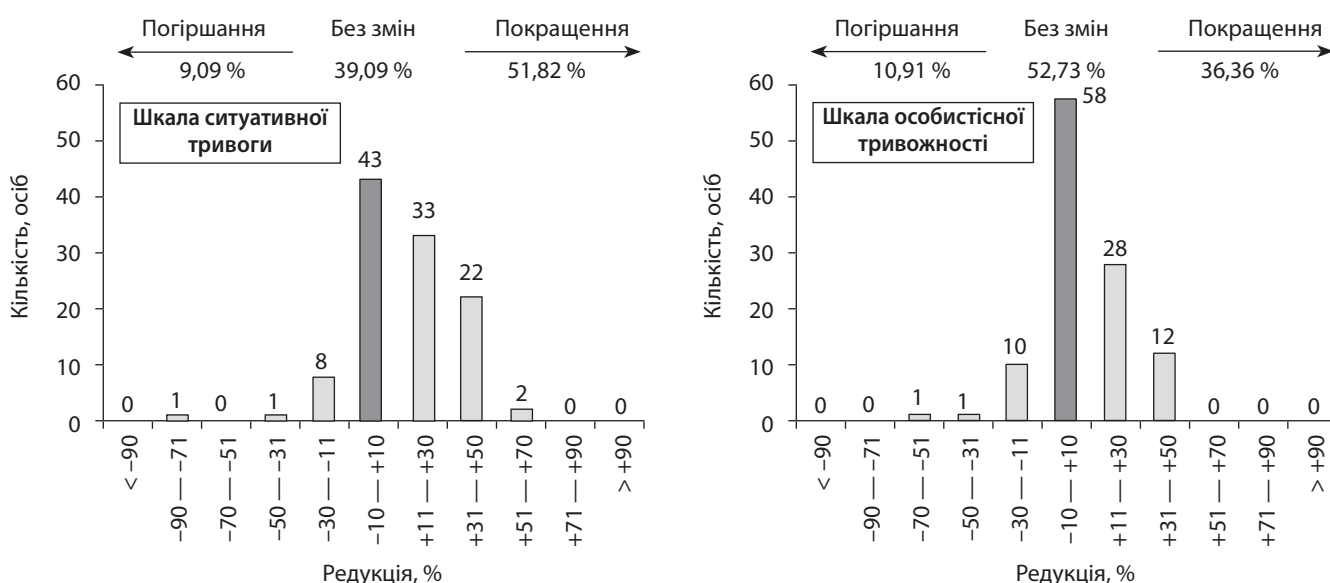 Погіршання Без змін Покращення
9,09 % 39,09 % 51,82 %
Шкала ситуативної
тривоги
Кількість, осіб
60
50
40
30
20
10
0
0 1 0 1 8 43 33 22 2 0 0
< –90
–90 — –71
–70 — –51
–50 — –31
–30 — –11
–10 — +10
+11 — +30
+31 — +50
+51 — +70
+71 — +90
> +90
Редукція, %
Погіршання Без змін Покращення
10,91 % 52,73 % 36,36 %
Шкала особистісної
тривожності
Кількість, осіб
60
50
40
30
20
10
0
0 0 1 1 10 58 28 12 0 0 0
< –90
–90 — –71
–70 — –51
–50 — –31
–30 — –11
–10 — +10
+11 — +30
+31 — +50
+51 — +70
+71 — +90
> +90
Редукція, %